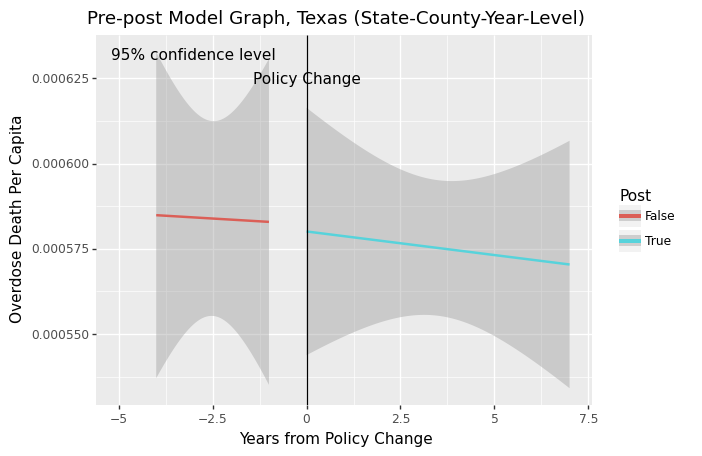 Pre-post Model Graph, Texas (State-County-Year-Level)
95% confidence level
Policy Change
0.000625
0.000600
0.000575
0.000550
Overdose Death Per Capita
−5
−2.5
0
2.5
5
7.5
Years from Policy Change
Post
False
True